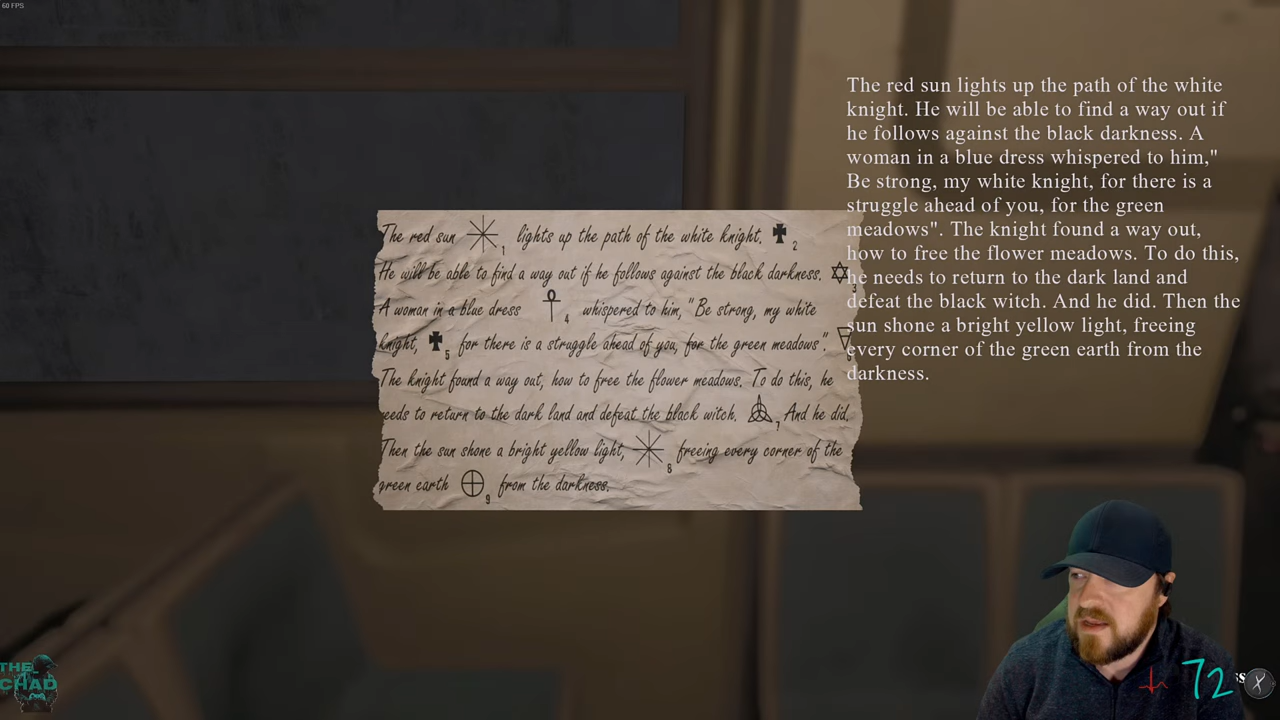 60 FPS
The red sun 1 lights up the path of the white knight. 2
He will be able to find a way out if he follows against the black darkness.
A woman in a blue dress 4 whispered to him, "Be strong, my white
knight, 5 for there is a struggle ahead of you, for the green meadows".
The knight found a way out, how to free the flower meadows. To do this, he
needs to return to the dark land and defeat the black witch. 7 And he did.
Then the sun shone a bright yellow light, 8 freeing every corner of the
green earth 9 from the darkness.
The red sun lights up the path of the white
knight. He will be able to find a way out if
he follows against the black darkness. A
woman in a blue dress whispered to him,"
Be strong, my white knight, for there is a
struggle ahead of you, for the green
meadows". The knight found a way out,
how to free the flower meadows. To do this,
he needs to return to the dark land and
defeat the black witch. And he did. Then the
sun shone a bright yellow light, freeing
every corner of the green earth from the
darkness.
THE
CHAD
72
X